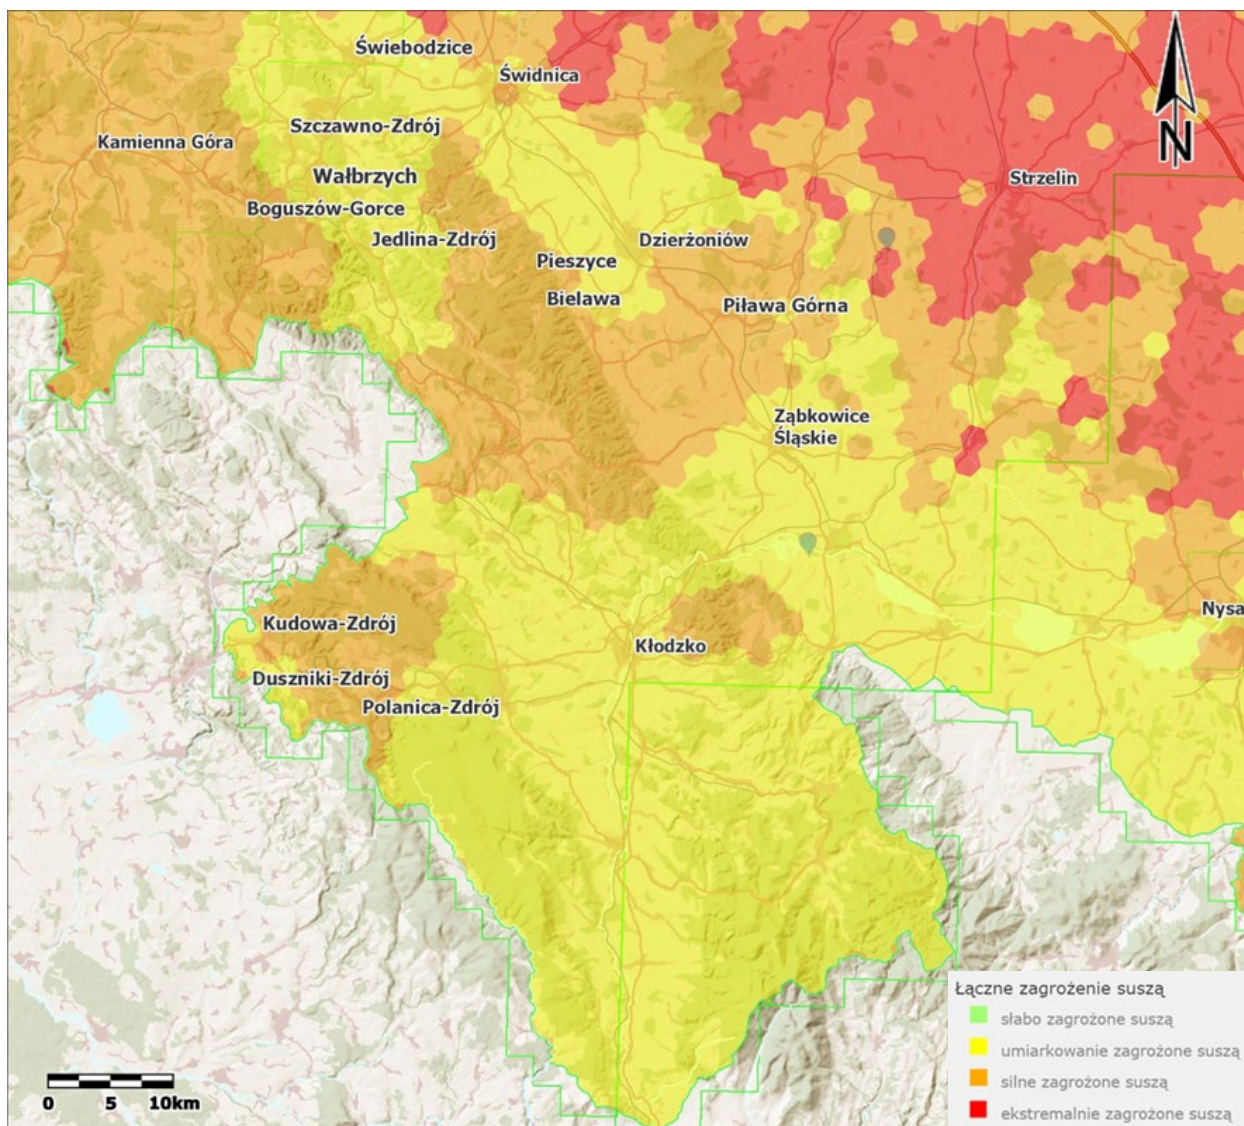 Świebodzice
Świdnica
Szczawno-Zdrój
Kamienna Góra
Wałbrzych
Strzelin
Boguszów-Gorce
Jedlina-Zdrój
Dzierżoniów
Pieszyce
Bielawa
Piława Górna
Ząbkowice
Śląskie
Nysa
Kudowa-Zdrój
Kłodzko
Duszniki-Zdrój
Polanica-Zdrój
N
Łączne zagrożenie suszą
słabo zagrożone suszą
umiarkowanie zagrożone suszą
silne zagrożone suszą
ekstremalnie zagrożone suszą
0 5 10km